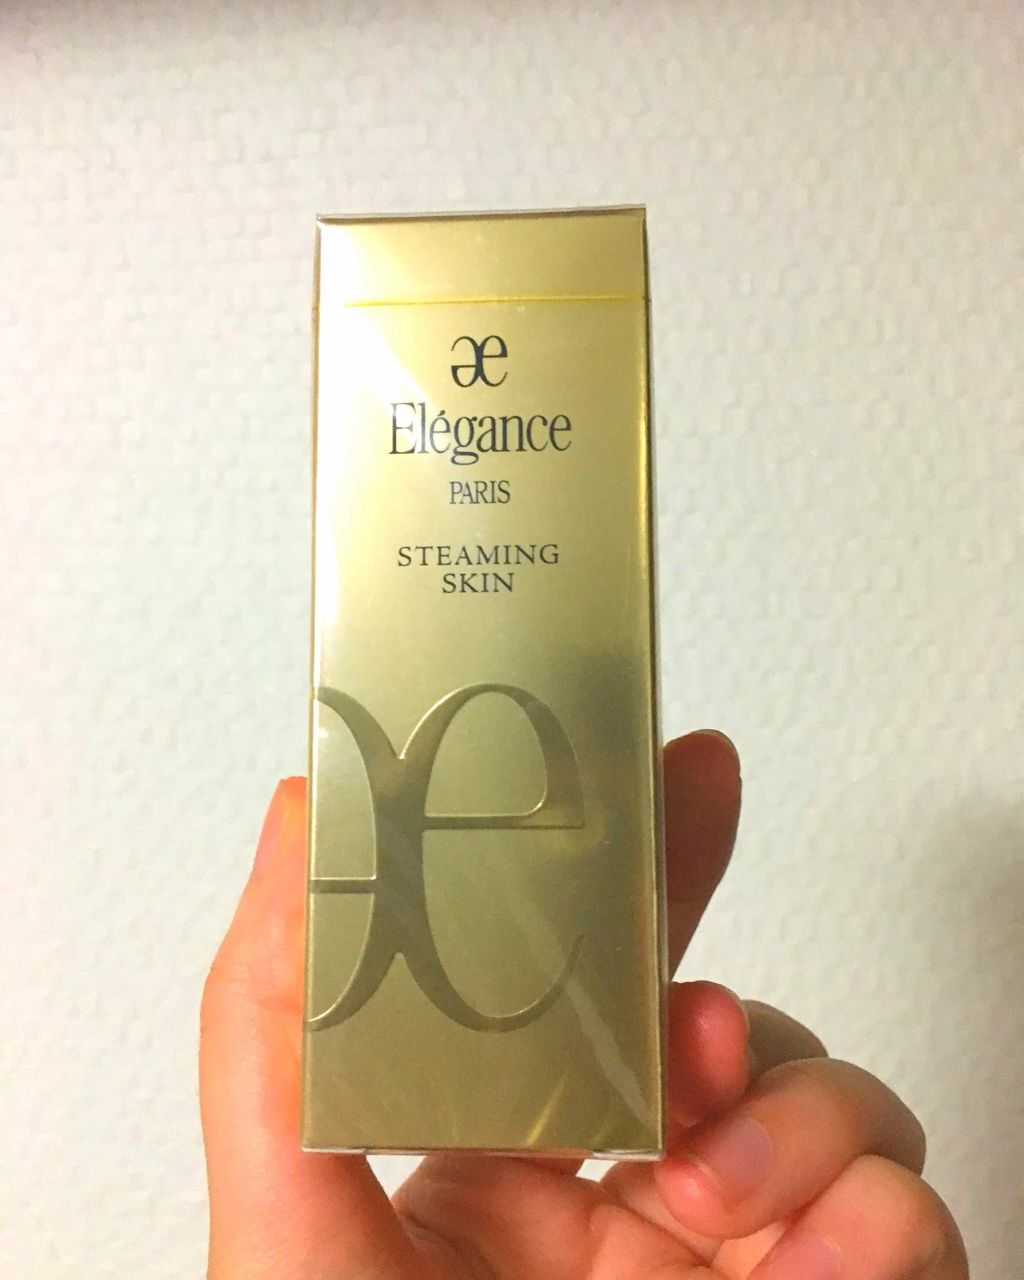 æ
Elégance
PARIS
STEAMING
SKIN
æ